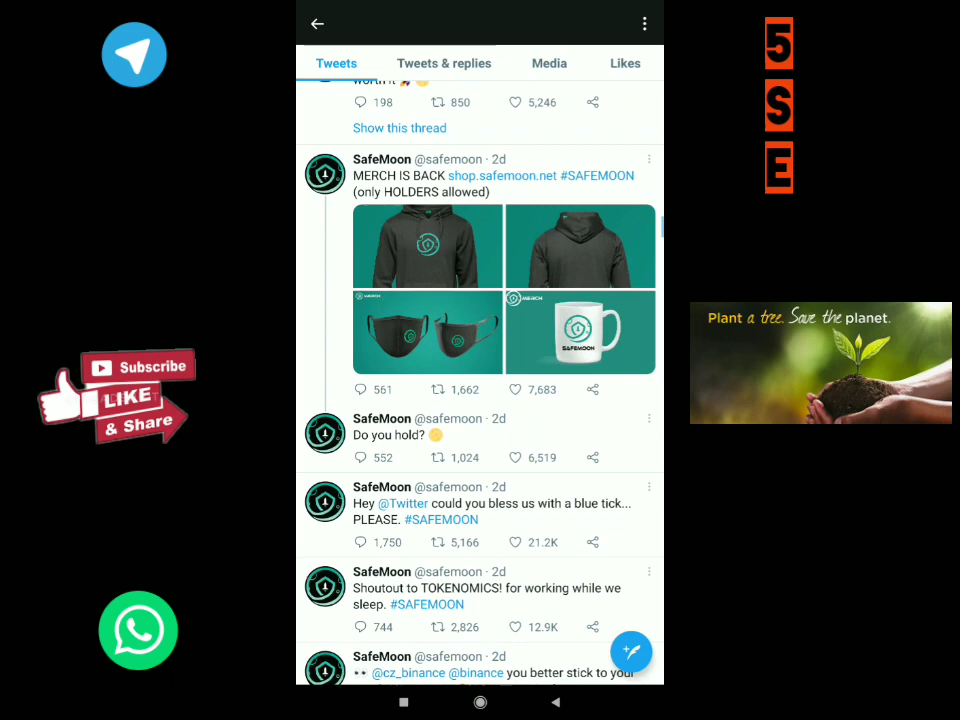 Tweets
Tweets & replies
Media
Likes
198
850
5,246
Show this thread
SafeMoon @safemoon · 2d
MERCH IS BACK shop.safemoon.net #SAFEMOON
(only HOLDERS allowed)
MERCH
MERCH
SAFEMOON
561
1,662
7,683
SafeMoon @safemoon · 2d
Do you hold?
552
1,024
6,519
SafeMoon @safemoon · 2d
Hey @Twitter could you bless us with a blue tick...
PLEASE. #SAFEMOON
1,750
5,166
21.2K
SafeMoon @safemoon · 2d
Shoutout to TOKENOMICS! for working while we
sleep. #SAFEMOON
744
2,826
12.9K
SafeMoon @safemoon · 2d
@cz_binance @binance you better stick to your
Subscribe
LIKE
& Share
5
S
E
Plant a tree. Save the planet.